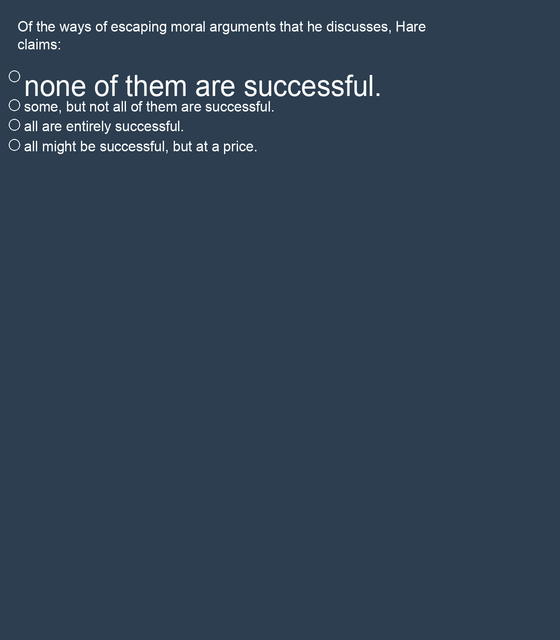 Of the ways of escaping moral arguments that he discusses, Hare
claims:
none of them are successful.
some, but not all of them are successful.
all are entirely successful.
all might be successful, but at a price.